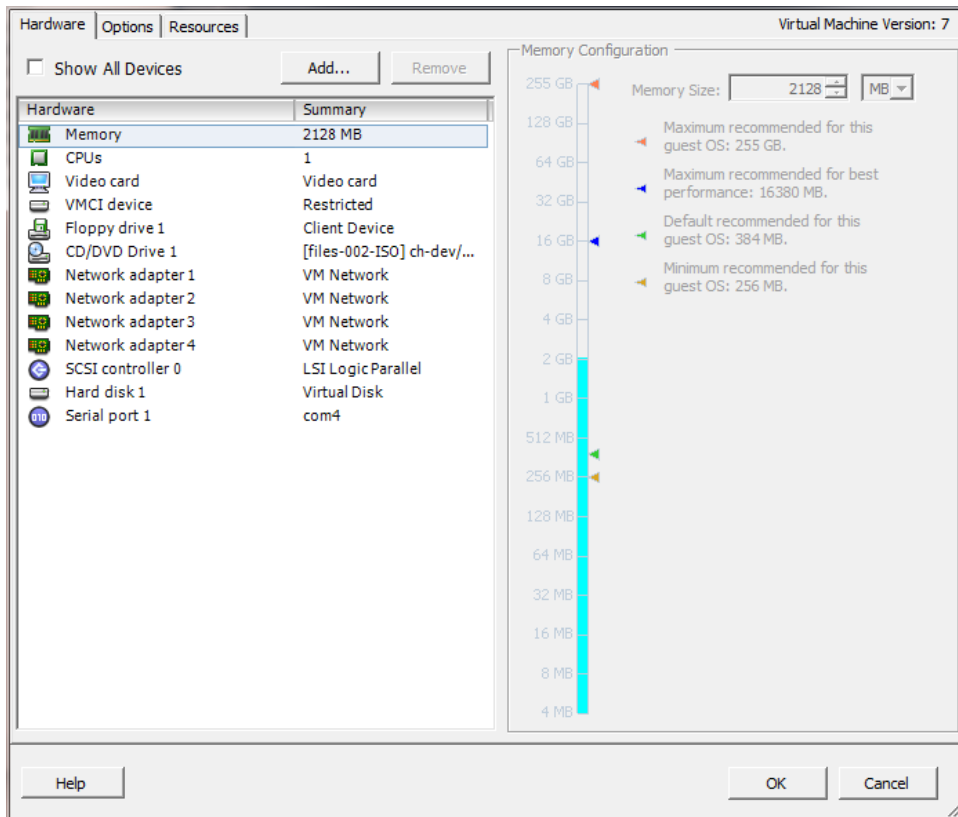 Hardware Options Resources Virtual Machine Version: 7
Show All Devices Add... Remove
Hardware Summary
Memory 2128 MB
CPUs 1
Video card Video card
VMCI device Restricted
Floppy drive 1 Client Device
CD/DVD Drive 1 [files-002-ISO] ch-dev/...
Network adapter 1 VM Network
Network adapter 2 VM Network
Network adapter 3 VM Network
Network adapter 4 VM Network
SCSI controller 0 LSI Logic Parallel
Hard disk 1 Virtual Disk
Serial port 1 com4
Memory Configuration
255 GB
128 GB
64 GB
32 GB
16 GB
8 GB
4 GB
2 GB
1 GB
512 MB
256 MB
128 MB
64 MB
32 MB
16 MB
8 MB
4 MB
Memory Size: 2128 MB
Maximum recommended for this
guest OS: 255 GB.
Maximum recommended for best
performance: 16380 MB.
Default recommended for this
guest OS: 384 MB.
Minimum recommended for this
guest OS: 256 MB.
Help OK Cancel